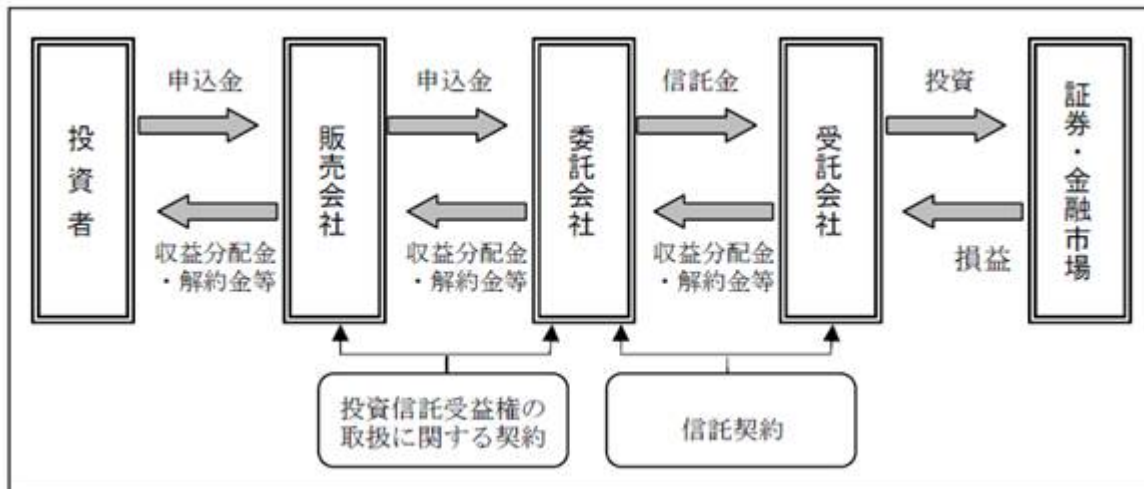 投資者
申込金
収益分配金
・解約金等
販売会社
申込金
収益分配金
・解約金等
委託会社
信託金
収益分配金
・解約金等
受託会社
投資
損益
証券・金融市場
投資信託受益権の
取扱に関する契約
信託契約